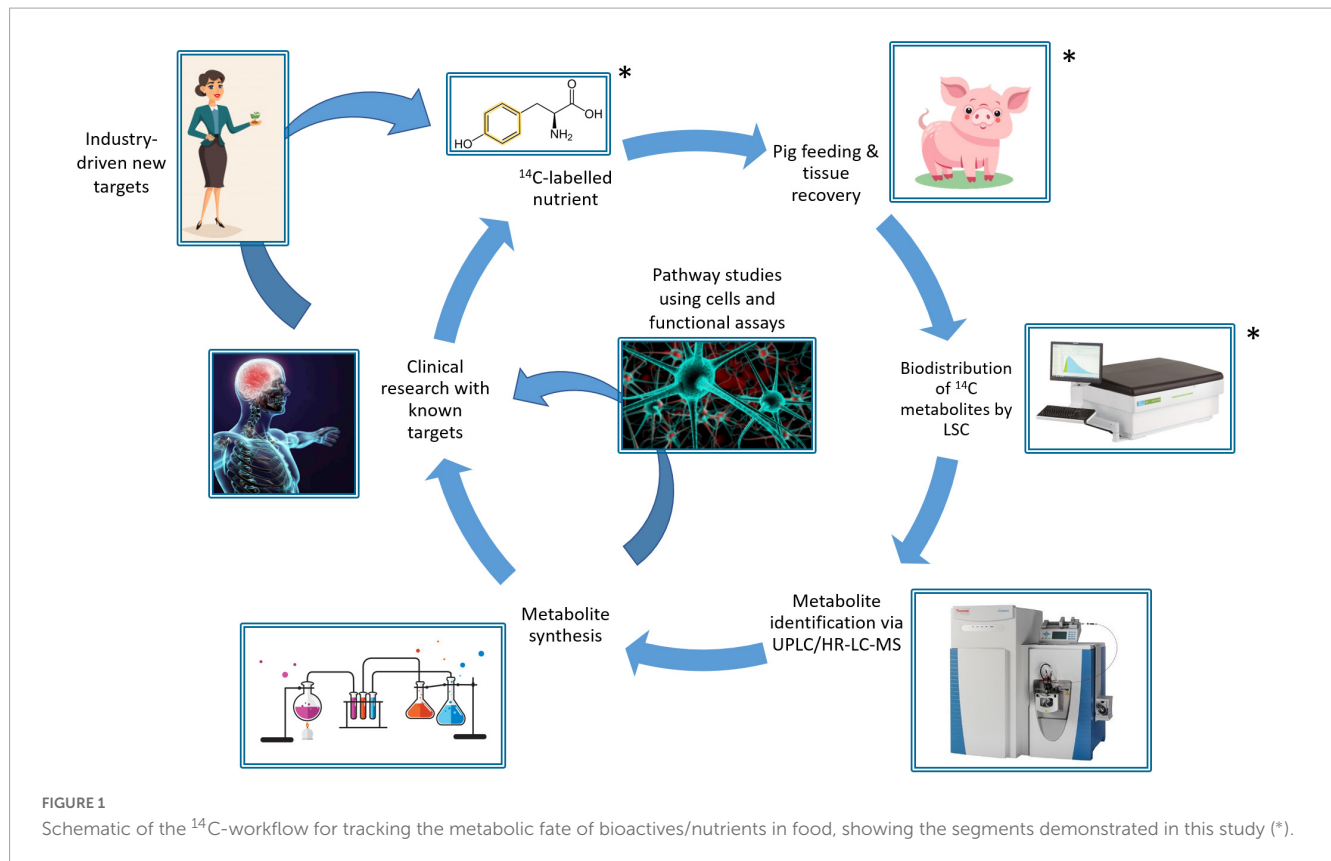 Industry-
driven new
targets
*
O
OH
NH₂
HO
¹⁴C-labelled
nutrient
*
Pig feeding &
tissue
recovery
*
Biodistribution
of ¹⁴C
metabolites by
LSC
Metabolite
identification via
UPLC/HR-LC-MS
Metabolite
synthesis
Clinical
research with
known
targets
Pathway studies
using cells and
functional assays
FIGURE 1
Schematic of the ¹⁴C-workflow for tracking the metabolic fate of bioactives/nutrients in food, showing the segments demonstrated in this study (*).